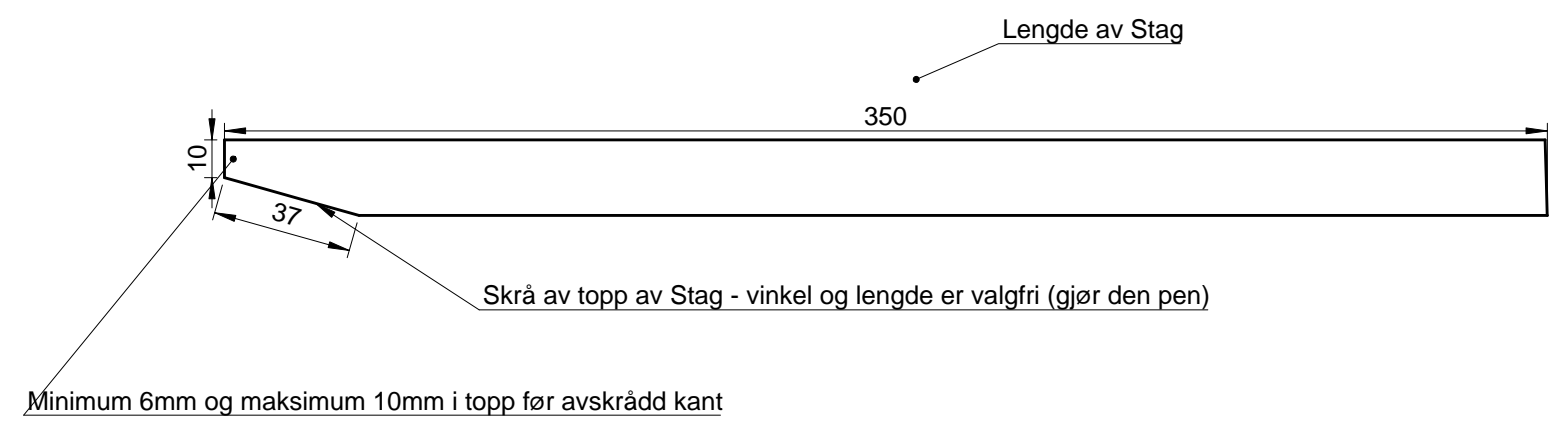 Lengde av Stag
350
10
37
Skrå av topp av Stag - vinkel og lengde er valgfri (gjør den pen)
Minimum 6mm og maksimum 10mm i topp før avskrådd kant